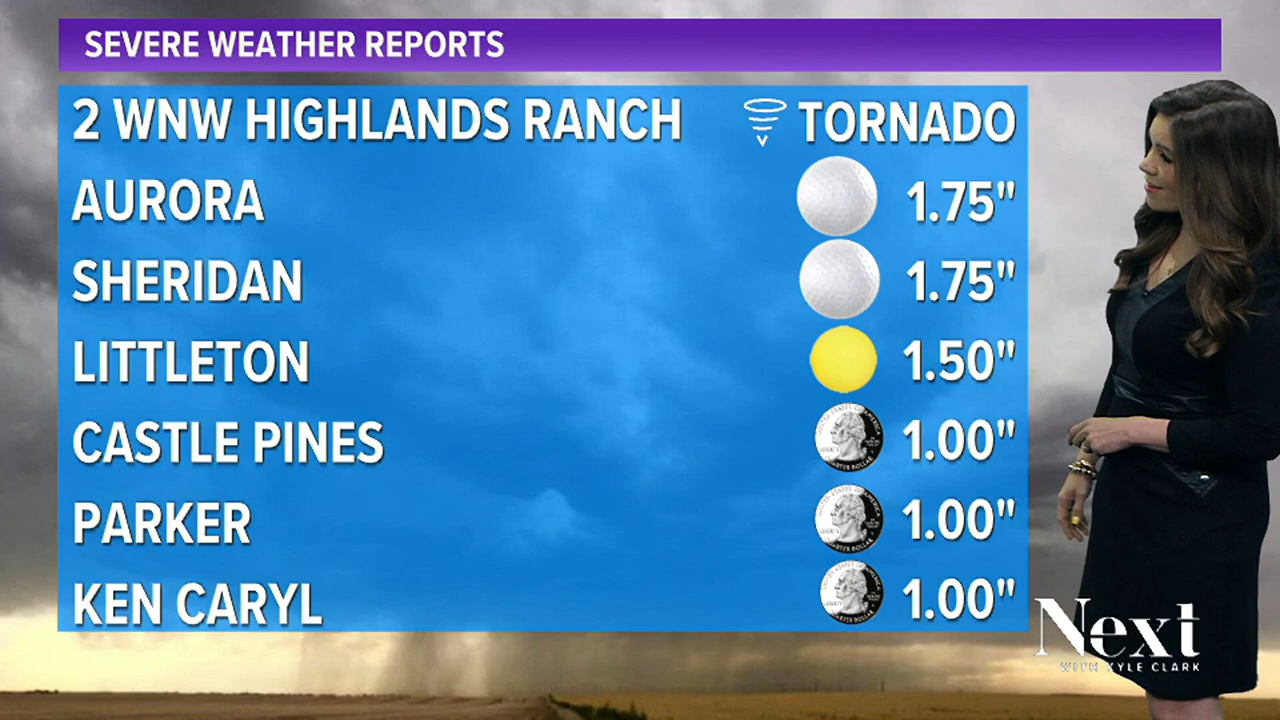 SEVERE WEATHER REPORTS
2 WNW HIGHLANDS RANCH TORNADO
AURORA 1.75"
SHERIDAN 1.75"
LITTLETON 1.50"
CASTLE PINES 1.00"
PARKER 1.00"
KEN CARYL 1.00"
Next
WITH KYLE CLARK